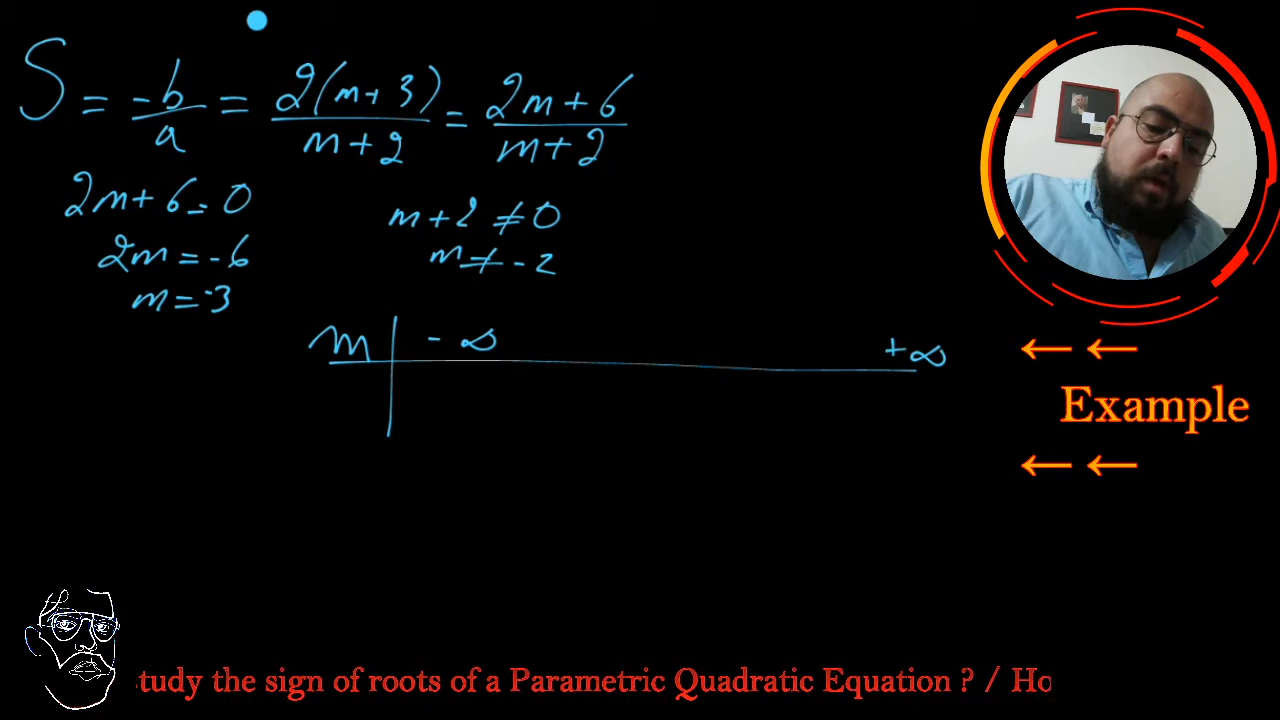 S = -b/a = 2(m+3)/m+2 = 2m+6/m+2
2m+6=0
m+2≠0
2m=-6
m≠-2
m=-3
m -∞ +∞
←←
Example
←←
tudy the sign of roots of a Parametric Quadratic Equation ? / Ho